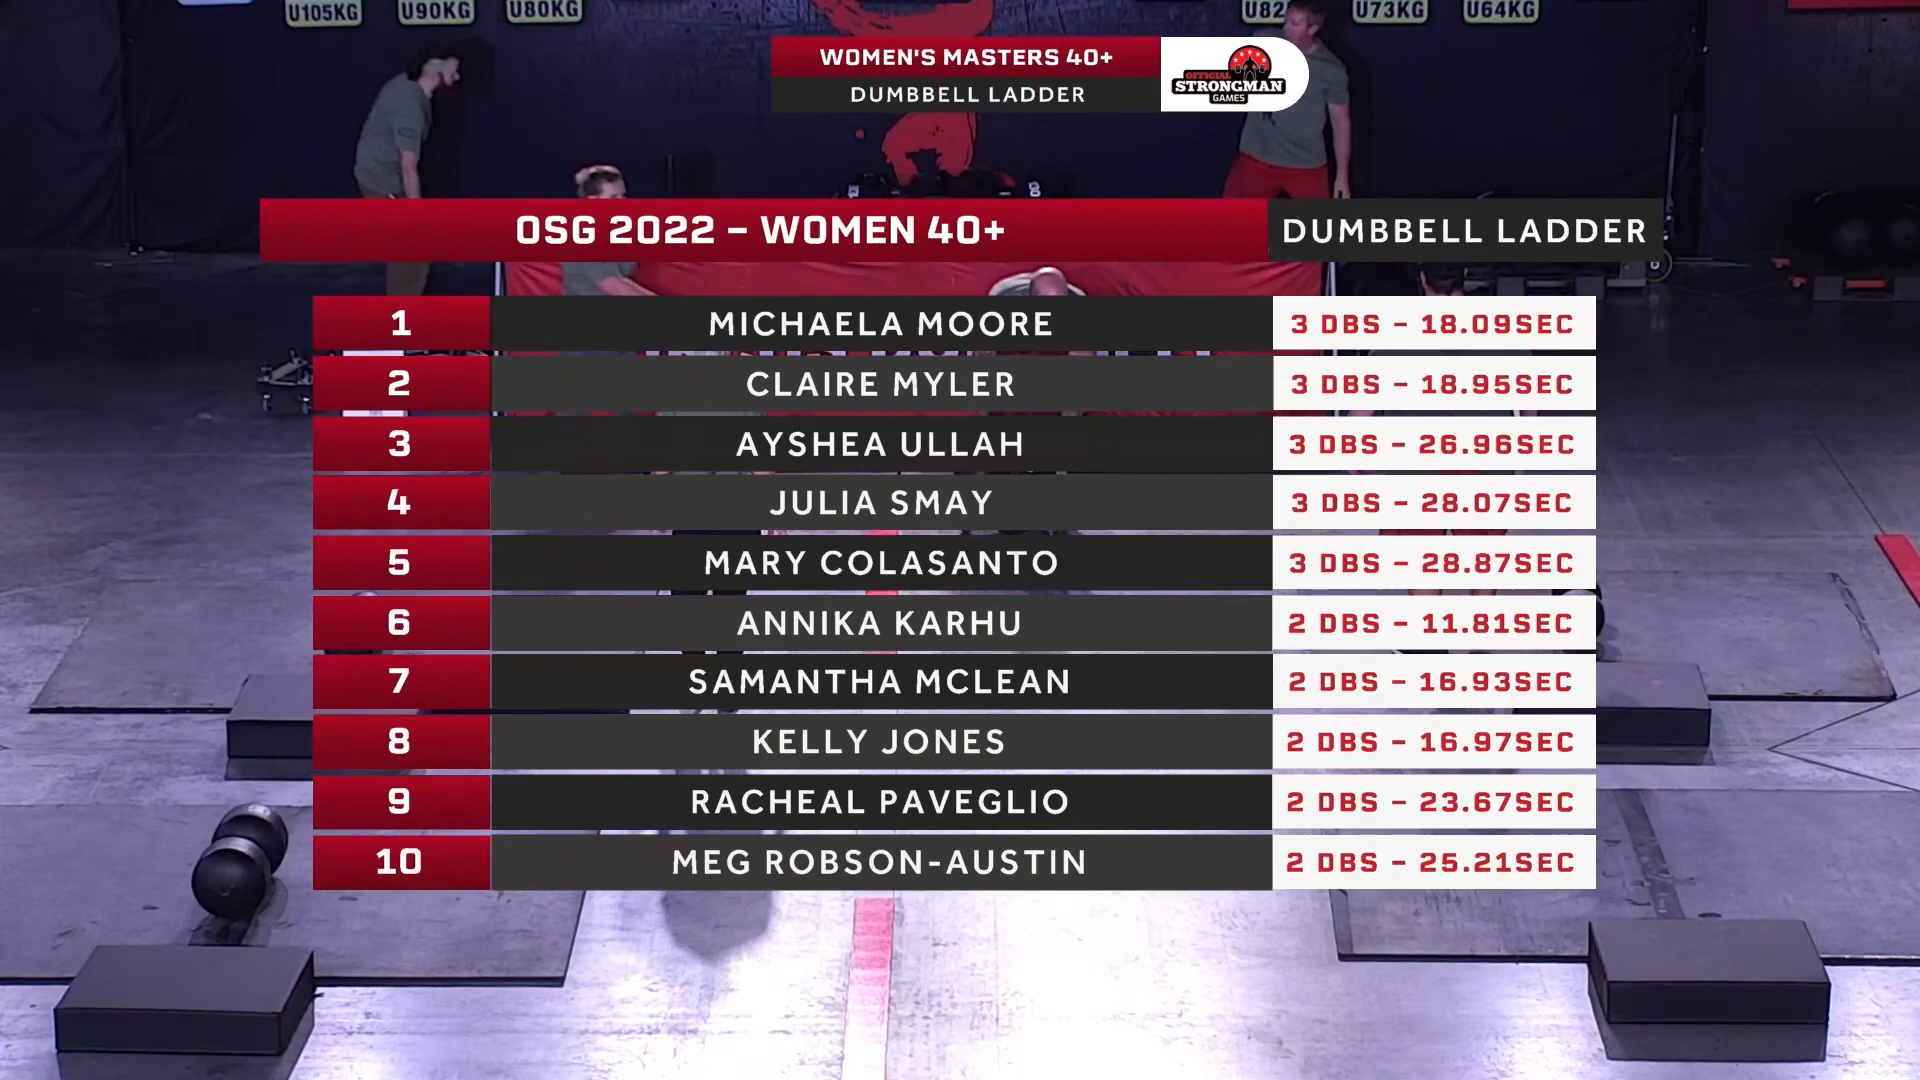 U105KG
U90KG
U80KG
U82
U73KG
U64KG
WOMEN'S MASTERS 40+
DUMBBELL LADDER
OFFICIAL
STRONGMAN
GAMES
OSG 2022 – WOMEN 40+
DUMBBELL LADDER
1 MICHAELA MOORE 3 DBS – 18.09SEC
2 CLAIRE MYLER 3 DBS – 18.95SEC
3 AYSHEA ULLAH 3 DBS – 26.96SEC
4 JULIA SMAY 3 DBS – 28.07SEC
5 MARY COLASANTO 3 DBS – 28.87SEC
6 ANNIKA KARHU 2 DBS – 11.81SEC
7 SAMANTHA MCLEAN 2 DBS – 16.93SEC
8 KELLY JONES 2 DBS – 16.97SEC
9 RACHEAL PAVEGLIO 2 DBS – 23.67SEC
10 MEG ROBSON-AUSTIN 2 DBS – 25.21SEC